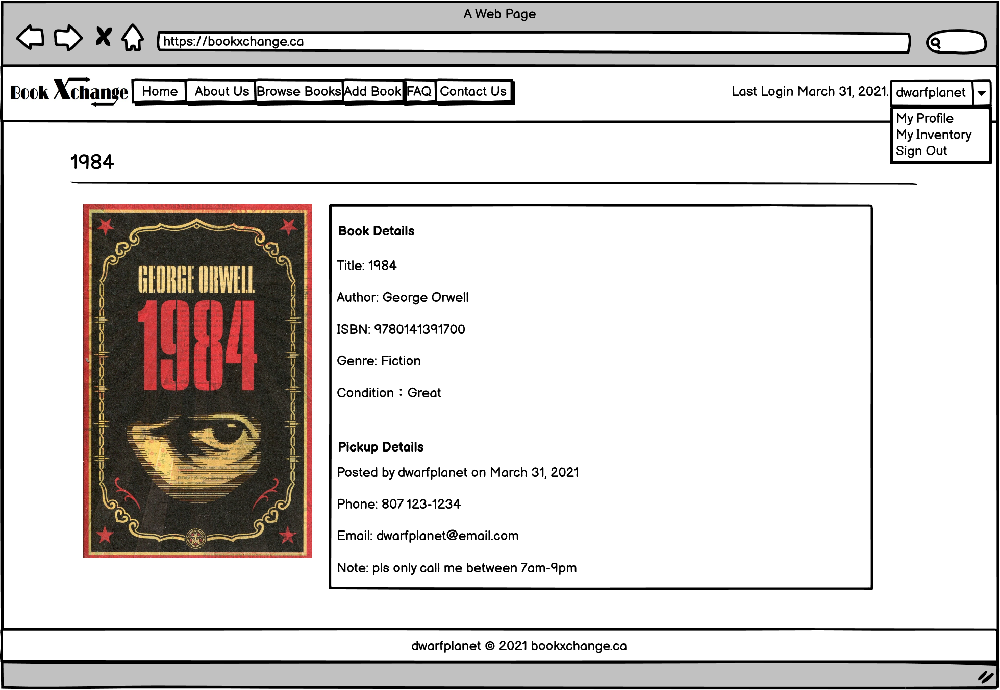 A Web Page
https://bookxchange.ca
Book Xchange
Home
About Us
Browse Books
Add Book
FAQ
Contact Us
Last Login March 31, 2021.
dwarfplanet
My Profile
My Inventory
Sign Out
1984
GEORGE ORWELL
1984
Book Details
Title: 1984
Author: George Orwell
ISBN: 9780141391700
Genre: Fiction
Condition : Great
Pickup Details
Posted by dwarfplanet on March 31, 2021
Phone: 807 123-1234
Email: dwarfplanet@email.com
Note: pls only call me between 7am-9pm
dwarfplanet © 2021 bookxchange.ca